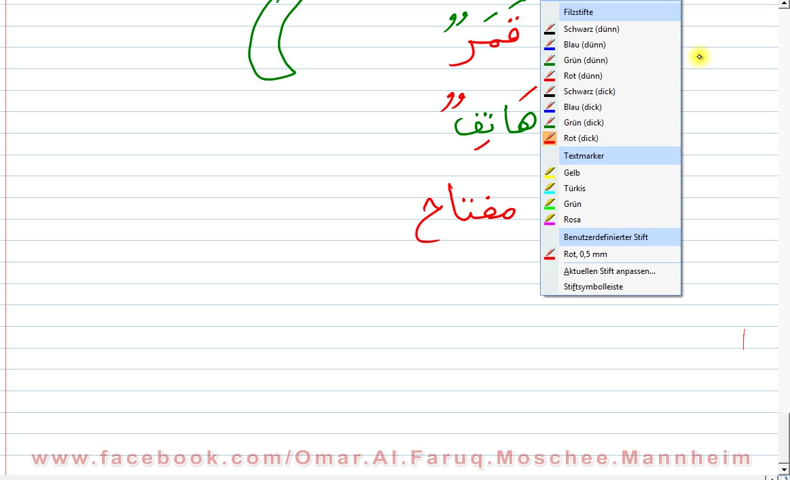 قَمَرٌ
هَاتِفٌ
مفتاح
Filzstifte
Schwarz (dünn)
Blau (dünn)
Grün (dünn)
Rot (dünn)
Schwarz (dick)
Blau (dick)
Grün (dick)
Rot (dick)
Textmarker
Gelb
Türkis
Grün
Rosa
Benutzerdefinierter Stift
Rot, 0,5 mm
Aktuellen Stift anpassen...
Stiftsymbolleiste
www.facebook.com/Omar.Al.Faruq.Moschee.Mannheim